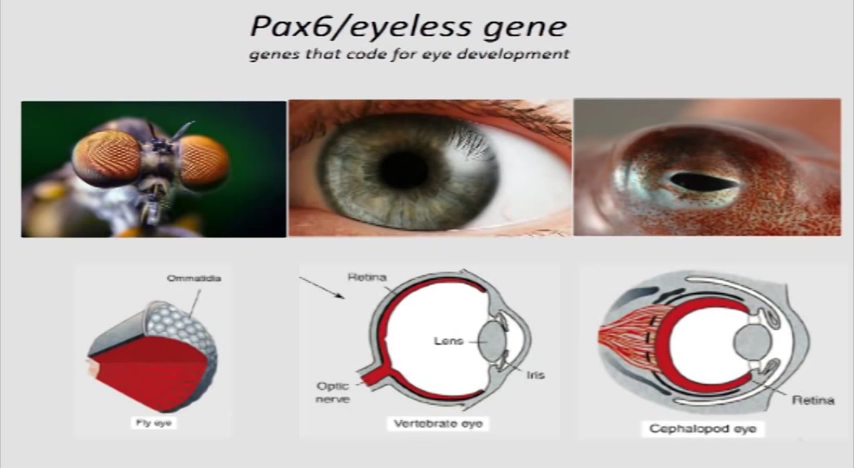 Pax6/eyeless gene
genes that code for eye development
Ommatidia
Fly eye
Retina
Lens
Iris
Optic
nerve
Vertebrate eye
Retina
Cephalopod eye